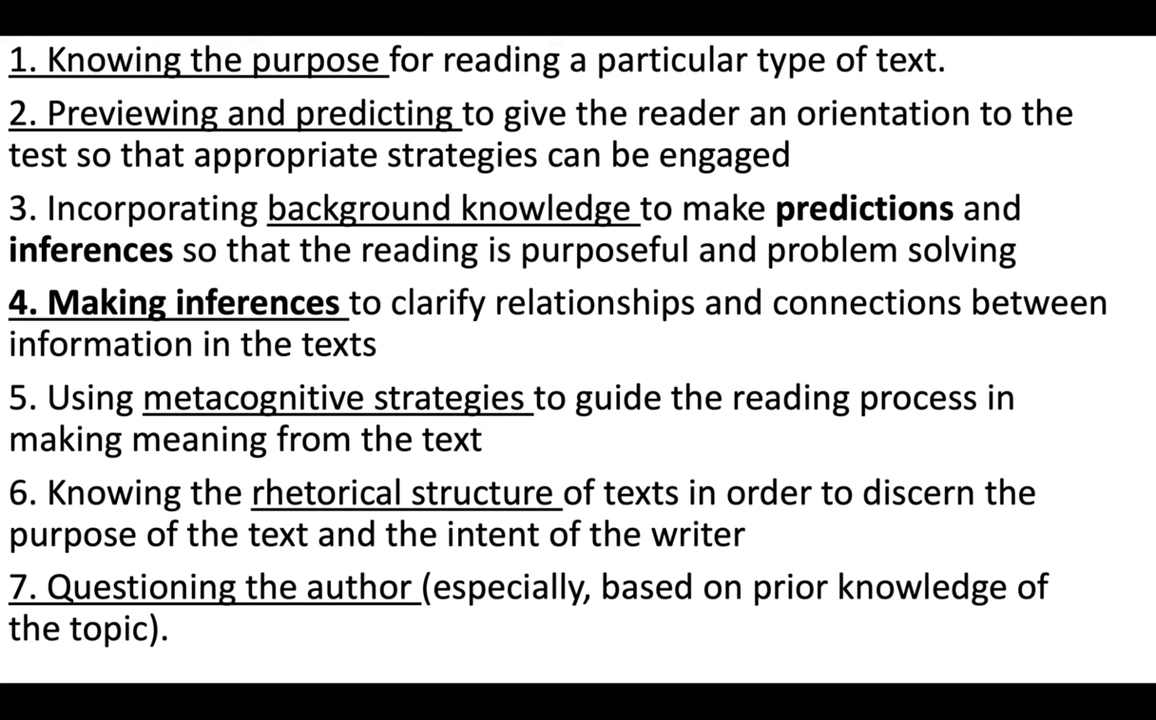 1. Knowing the purpose for reading a particular type of text.
2. Previewing and predicting to give the reader an orientation to the
test so that appropriate strategies can be engaged
3. Incorporating background knowledge to make predictions and
inferences so that the reading is purposeful and problem solving
4. Making inferences to clarify relationships and connections between
information in the texts
5. Using metacognitive strategies to guide the reading process in
making meaning from the text
6. Knowing the rhetorical structure of texts in order to discern the
purpose of the text and the intent of the writer
7. Questioning the author (especially, based on prior knowledge of
the topic).